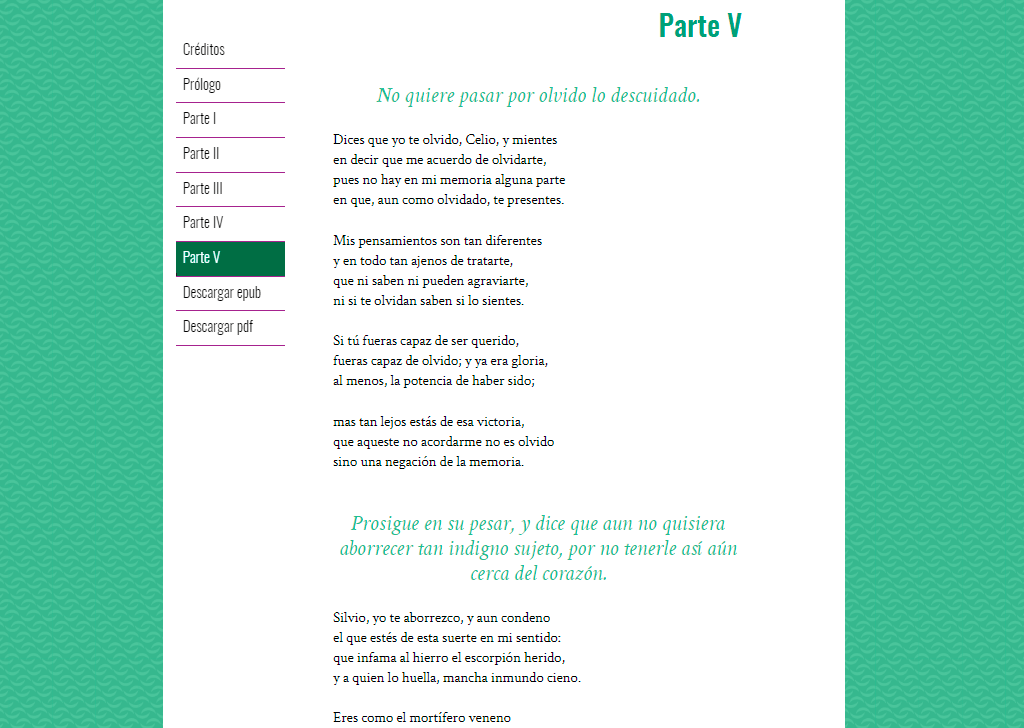 Parte V
Créditos
Prólogo
Parte I
Parte II
Parte III
Parte IV
Parte V
Descargar epub
Descargar pdf
No quiere pasar por olvido lo descuidado.
Dices que yo te olvido, Celio, y mientes
en decir que me acuerdo de olvidarte,
pues no hay en mi memoria alguna parte
en que, aun como olvidado, te presentes.
Mis pensamientos son tan diferentes
y en todo tan ajenos de tratarte,
que ni saben ni pueden agraviarte,
ni si te olvidan saben si lo sientes.
Si tú fueras capaz de ser querido,
fueras capaz de olvido; y ya era gloria,
al menos, la potencia de haber sido;
mas tan lejos estás de esa victoria,
que aqueste no acordarme no es olvido
sino una negación de la memoria.
Prosigue en su pesar, y dice que aun no quisiera
aborrecer tan indigno sujeto, por no tenerle así aún
cerca del corazón.
Silvio, yo te aborrezco, y aun condeno
el que estés de esta suerte en mi sentido:
que infama al hierro el escorpión herido,
y a quien lo huella, mancha inmundo cieno.
Eres como el mortífero veneno